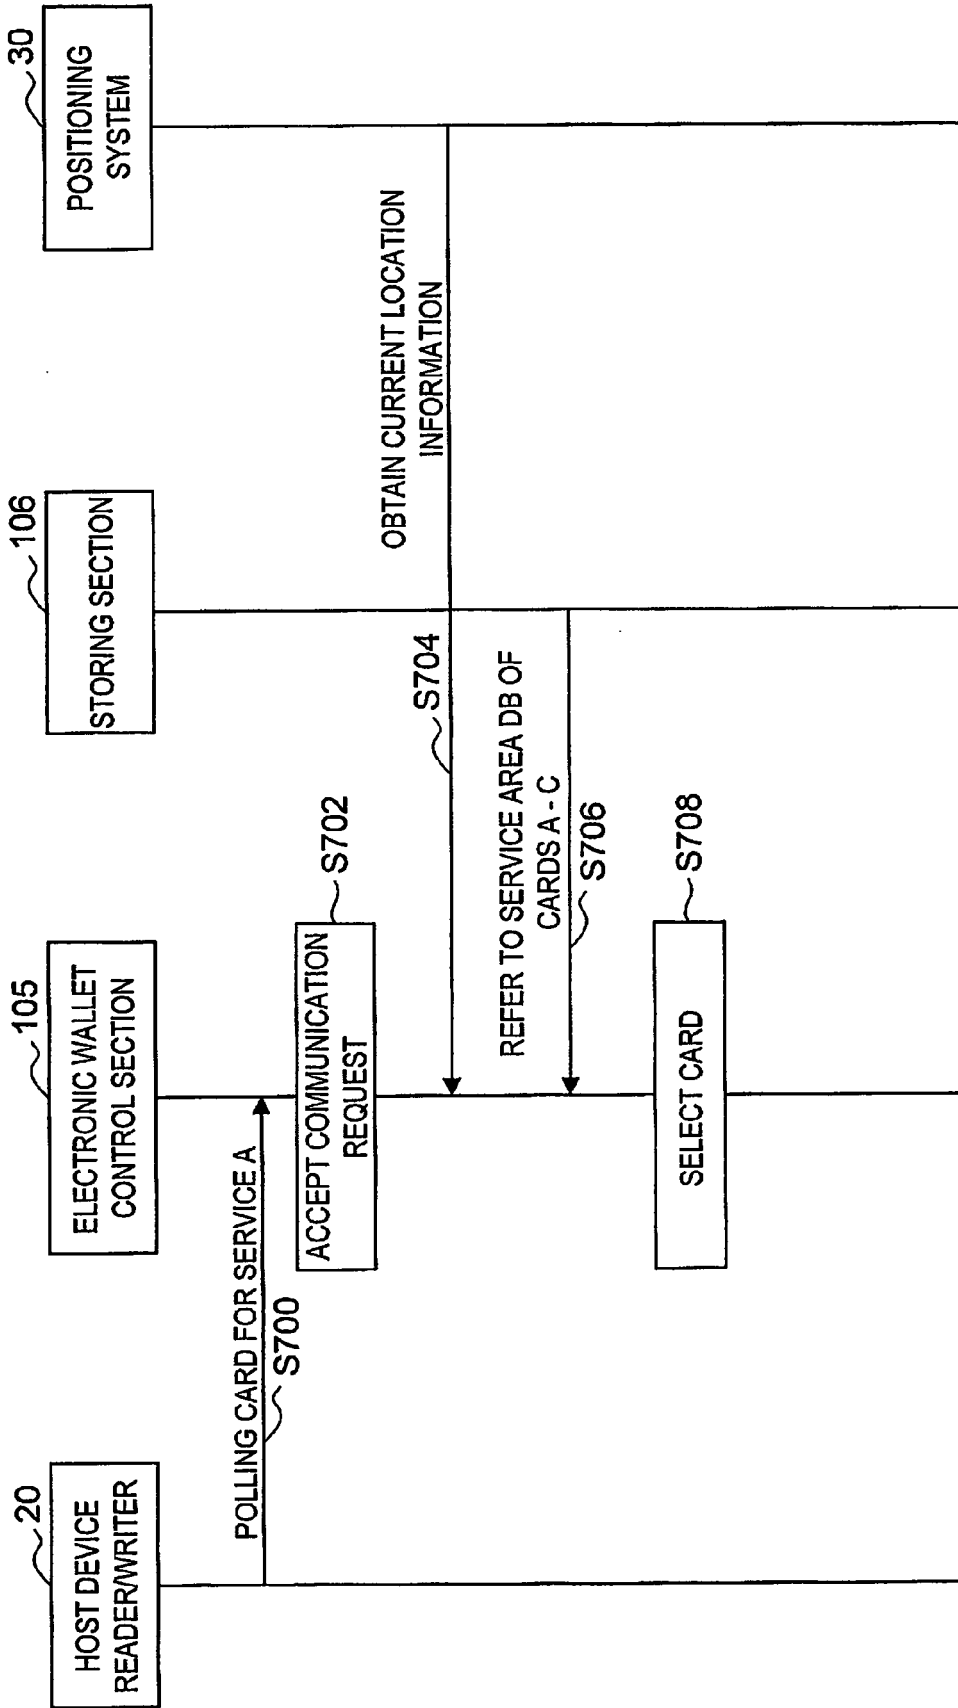 20
HOST DEVICE
READER/WRITER
105
ELECTRONIC WALLET
CONTROL SECTION
106
STORING SECTION
30
POSITIONING
SYSTEM
POLLING CARD FOR SERVICE A
S700
ACCEPT COMMUNICATION
REQUEST
S702
OBTAIN CURRENT LOCATION
INFORMATION
S704
REFER TO SERVICE AREA DB OF
CARDS A - C
S706
SELECT CARD
S708